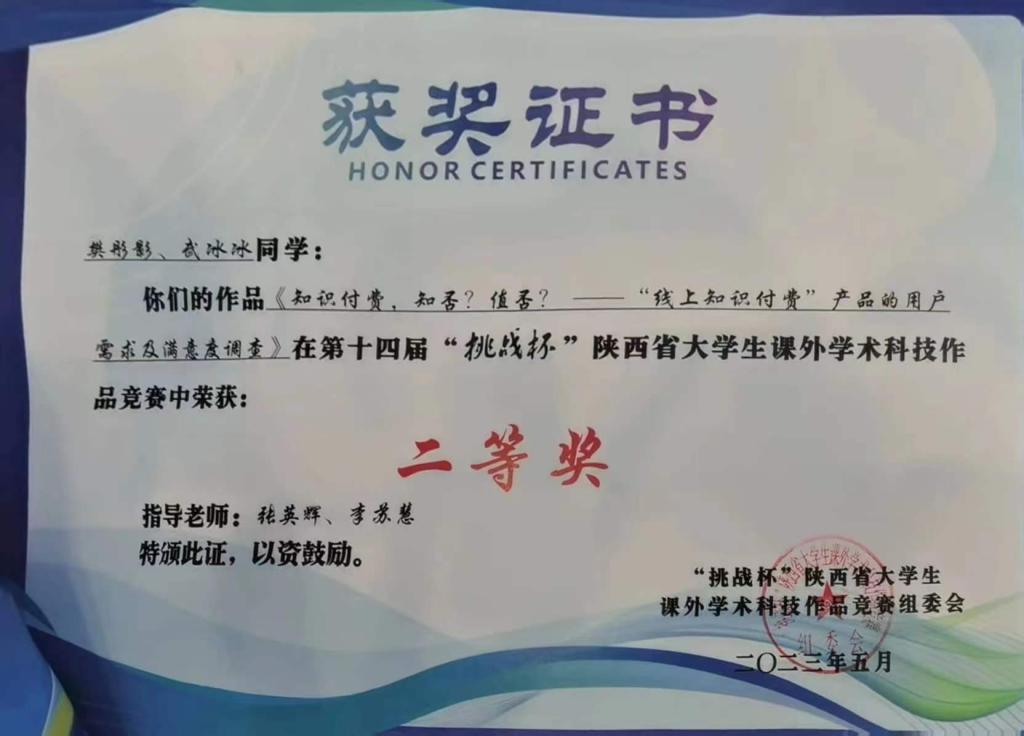 获奖证书
HONOR CERTIFICATES
樊彤影、武冰冰同学：
你们的作品《知识付费，知否？值否？——“线上知识付费”产品的用户
需求及满意度调查》在第十四届“挑战杯”陕西省大学生课外学术科技作
品竞赛中荣获：
二等奖
指导老师：张英辉、李苏慧
特颁此证，以资鼓励。
“挑战杯”陕西省大学生
课外学术科技作品竞赛组委会
二〇二三年五月
组委会